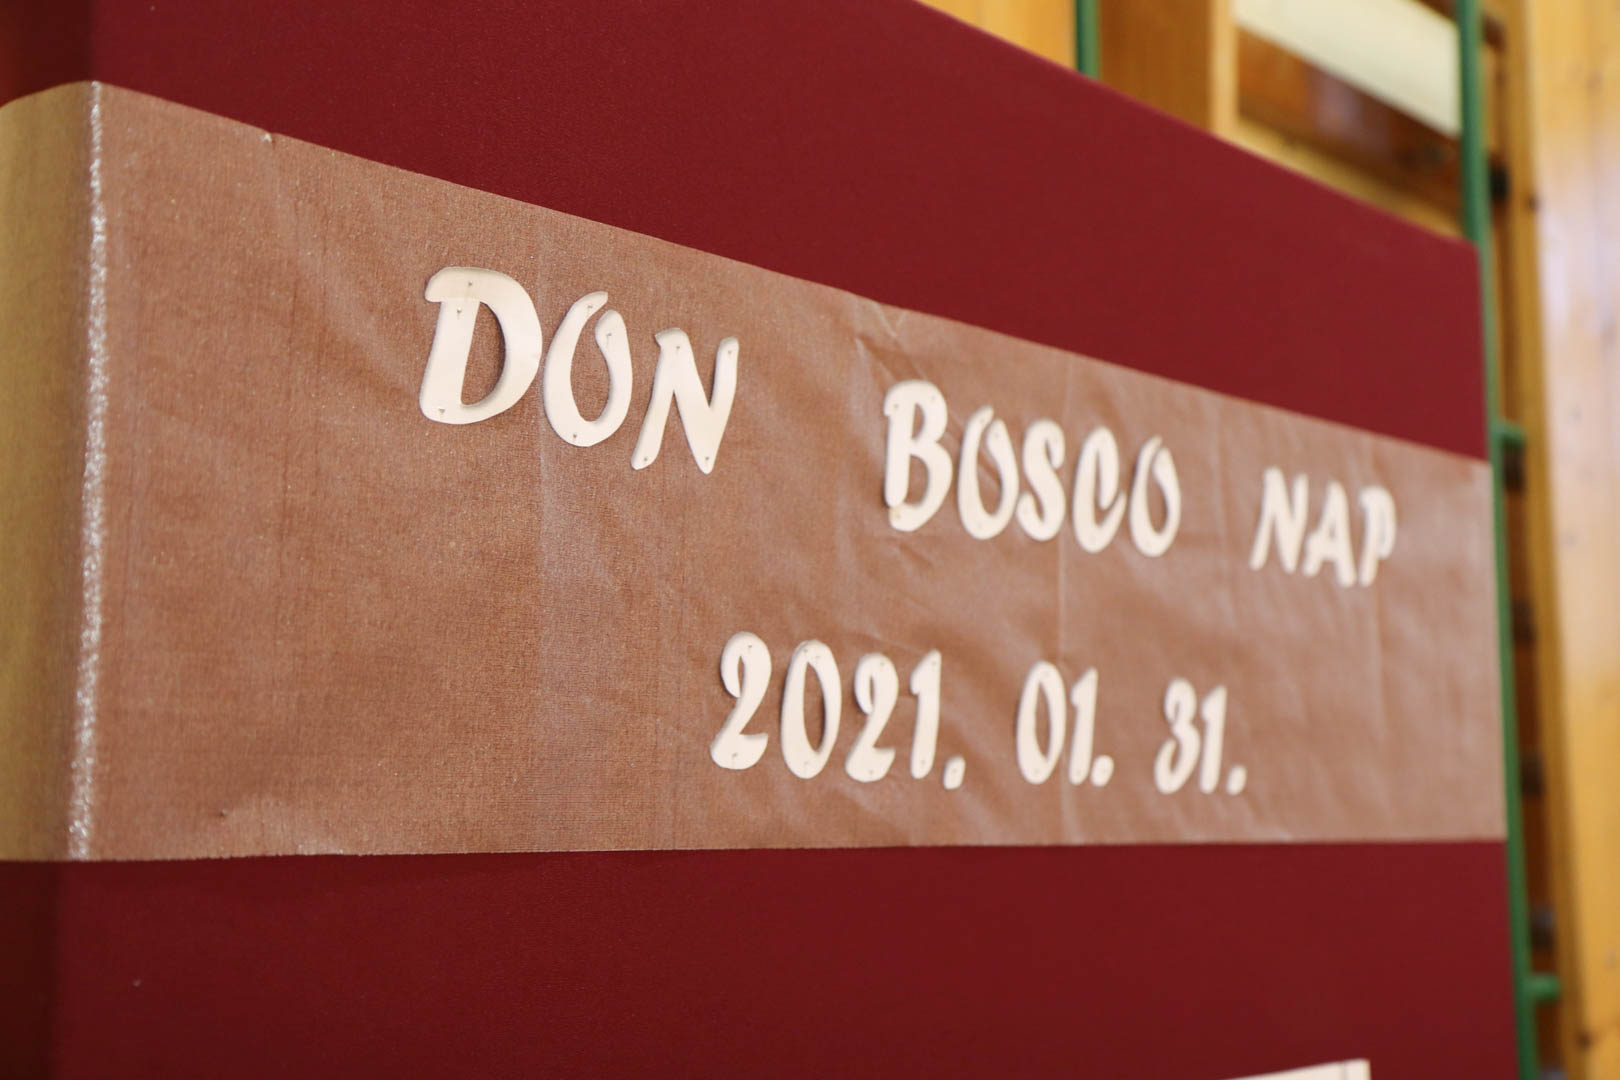 DON BOSCO NAP
2021. 01. 31.